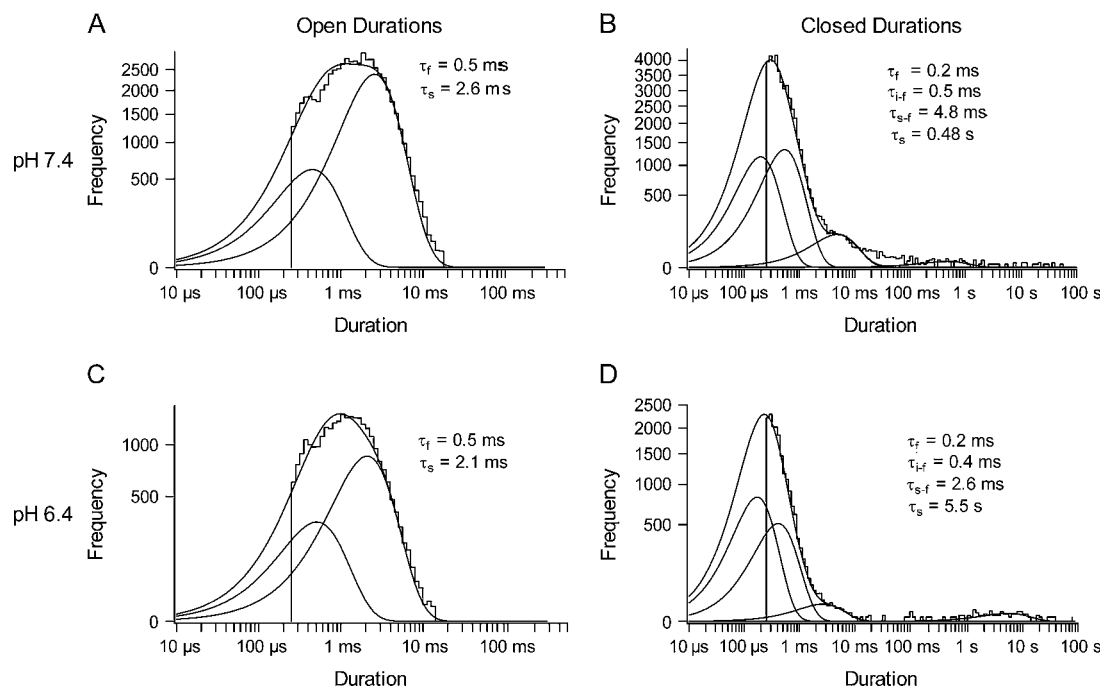 A
Open Durations
B
Closed Durations
pH 7.4
Frequency
2500
2000
1500
1000
500
0
τf = 0.5 ms
τs = 2.6 ms
10 µs
100 µs
1 ms
10 ms
100 ms
Duration
Frequency
4000
3500
3000
2500
2000
1500
1000
500
0
τf = 0.2 ms
τi-f = 0.5 ms
τs-f = 4.8 ms
τs = 0.48 s
10 µs
100 µs
1 ms
10 ms
100 ms
1 s
10 s
100 s
Duration
C
D
pH 6.4
Frequency
1000
500
0
τf = 0.5 ms
τs = 2.1 ms
10 µs
100 µs
1 ms
10 ms
100 ms
Duration
Frequency
2500
2000
1500
1000
500
0
τf = 0.2 ms
τi-f = 0.4 ms
τs-f = 2.6 ms
τs = 5.5 s
10 µs
100 µs
1 ms
10 ms
100 ms
1 s
10 s
100 s
Duration